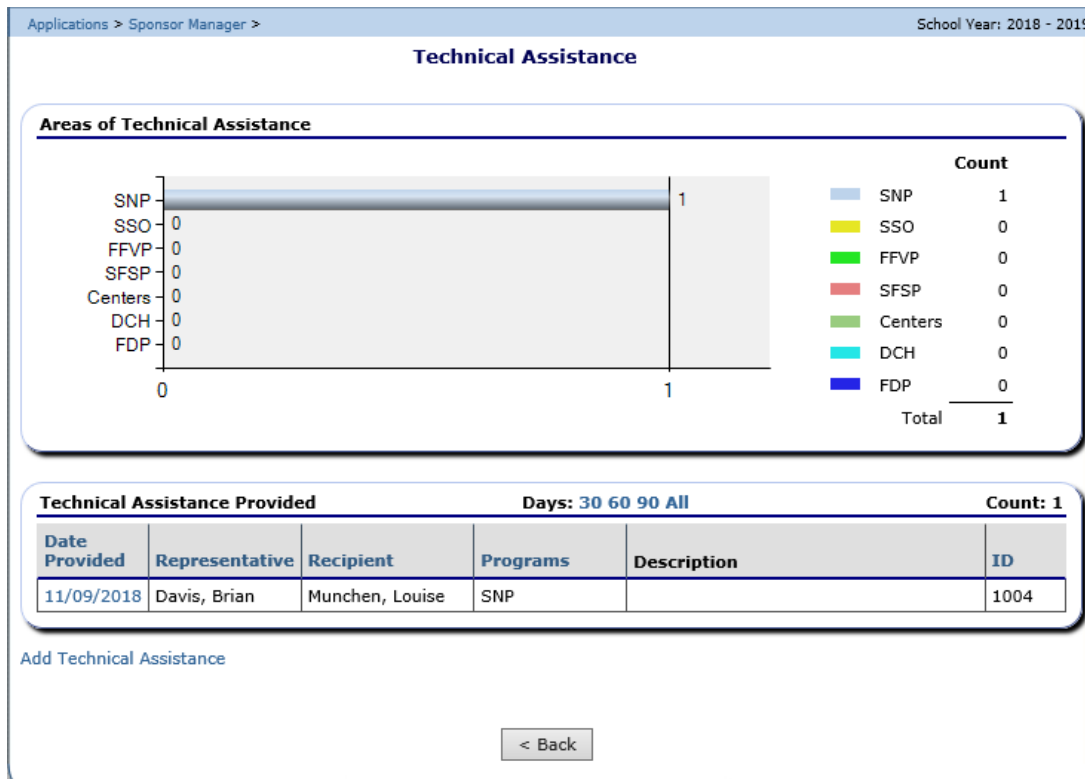 Applications > Sponsor Manager > School Year: 2018 - 2019
Technical Assistance
Areas of Technical Assistance
Count
SNP 1 SNP 1
SSO 0 SSO 0
FFVP 0 FFVP 0
SFSP 0 SFSP 0
Centers 0 Centers 0
DCH 0 DCH 0
FDP 0 FDP 0
0 1
Total 1
Technical Assistance Provided Days: 30 60 90 All Count: 1
Date Provided Representative Recipient Programs Description ID
11/09/2018 Davis, Brian Munchen, Louise SNP 1004
Add Technical Assistance
< Back